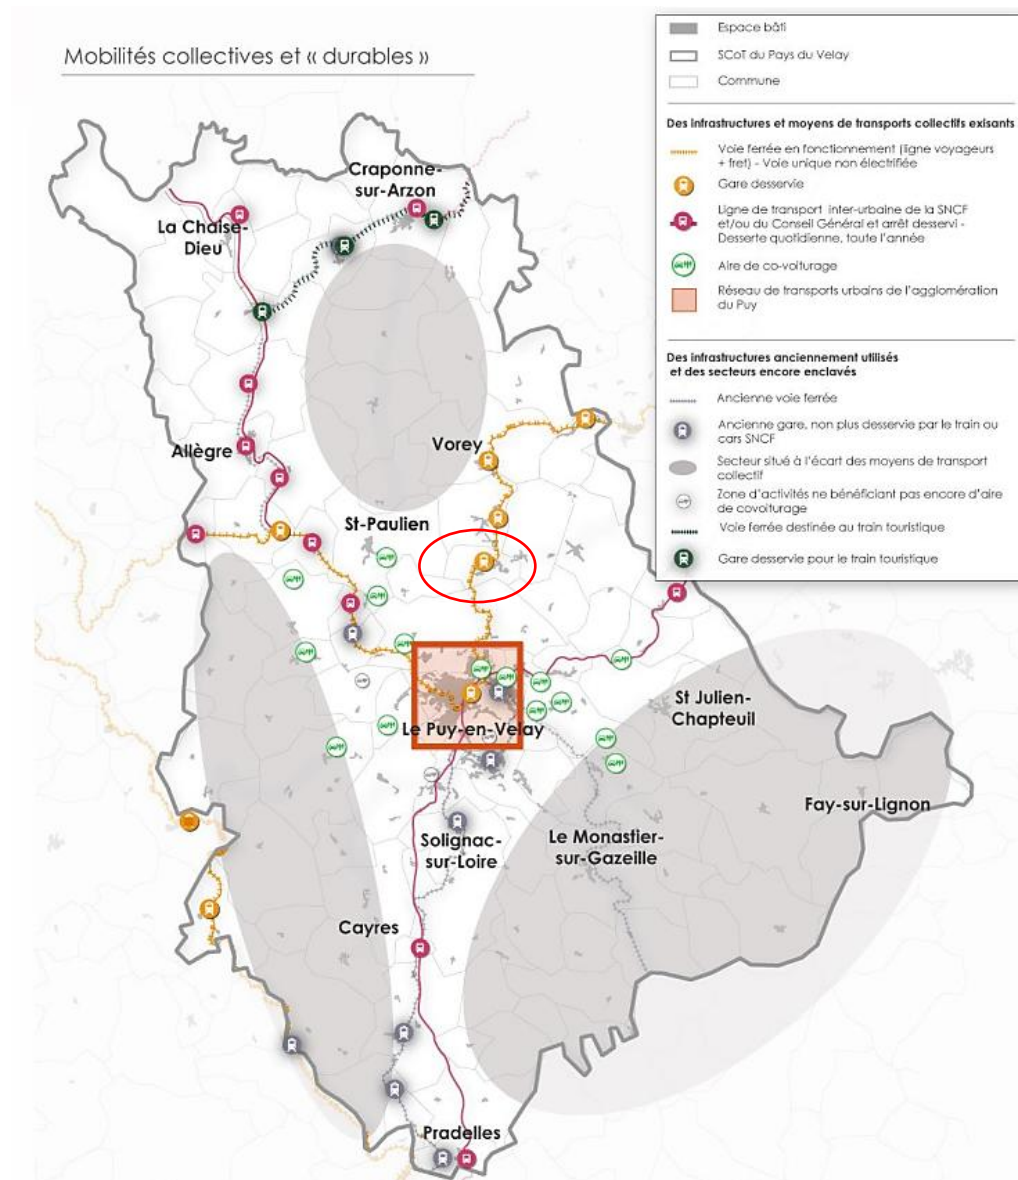 Mobilités collectives et « durables »
Espace bâti
SCoT du Pays du Velay
Commune
Des infrastructures et moyens de transports collectifs exisants
Voie ferrée en fonctionnement (ligne voyageurs
+ fret) - Voie unique non électrifiée
Gare desservie
Ligne de transport inter-urbaine de la SNCF
et/ou du Conseil Général et arrêt desservi -
Desserte quotidienne, toute l'année
Aire de co-voiturage
Réseau de transports urbains de l'agglomération
du Puy
Des infrastructures anciennement utilisés
et des secteurs encore enclavés
Ancienne voie ferrée
Ancienne gare, non plus desservie par le train ou
cars SNCF
Secteur situé à l'écart des moyens de transport
collectif
Zone d'activités ne bénéficiant pas encore d'aire
de covoiturage
Voie ferrée destinée au train touristique
Gare desservie pour le train touristique
Craponne-
sur-Arzon
La Chaise-
Dieu
Allègre
Vorey
St-Paulien
Le Puy-en-Velay
St Julien-
Chapteuil
Fay-sur-Lignon
Solignac-
sur-Loire
Le Monastier-
sur-Gazeille
Cayres
Pradelles